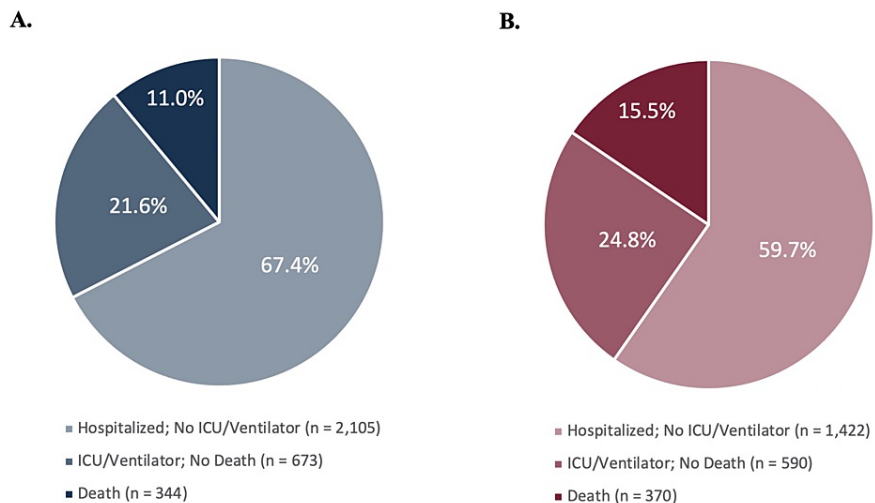 A.
11.0%
21.6%
67.4%
Hospitalized; No ICU/Ventilator (n = 2,105)
ICU/Ventilator; No Death (n = 673)
Death (n = 344)
B.
15.5%
24.8%
59.7%
Hospitalized; No ICU/Ventilator (n = 1,422)
ICU/Ventilator; No Death (n = 590)
Death (n = 370)